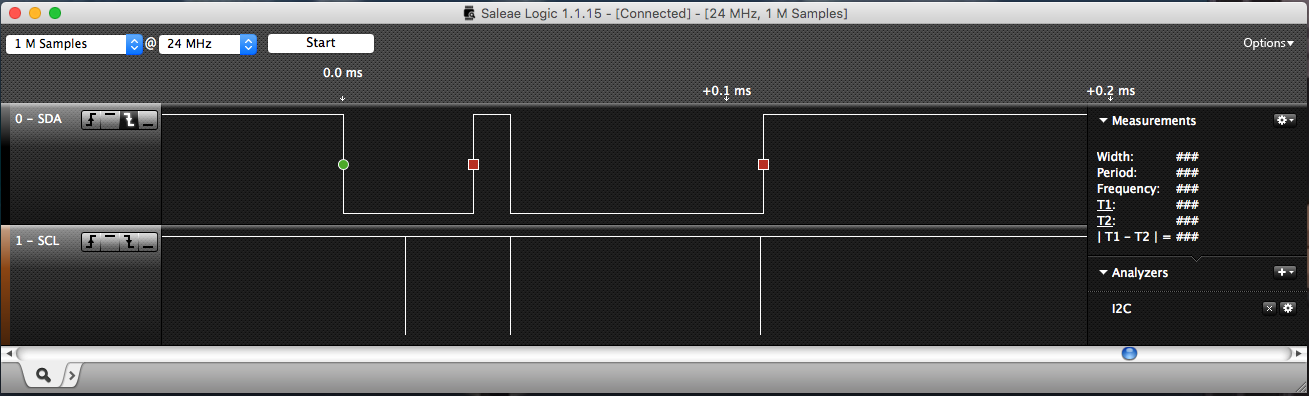 Saleae Logic 1.1.15 - [Connected] - [24 MHz, 1 M Samples]
1 M Samples @ 24 MHz Start Options▾
0.0 ms
+0.1 ms +0.2 ms
0 - SDA
Measurements
Width: ###
Period: ###
Frequency: ###
T1: ###
T2: ###
| T1 - T2 | = ###
1 - SCL
Analyzers
I2C